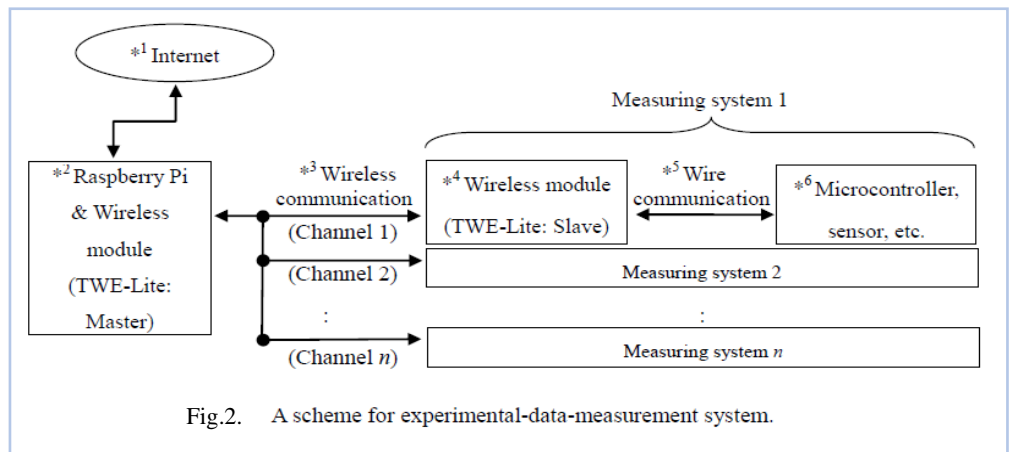 *1 Internet
Measuring system 1
*2 Raspberry Pi
& Wireless
module
(TWE-Lite:
Master)
*3 Wireless
communication
(Channel 1)
*4 Wireless module
(TWE-Lite: Slave)
*5 Wire
communication
*6 Microcontroller,
sensor, etc.
(Channel 2)
Measuring system 2
:
:
(Channel n)
Measuring system n
Fig.2. A scheme for experimental-data-measurement system.